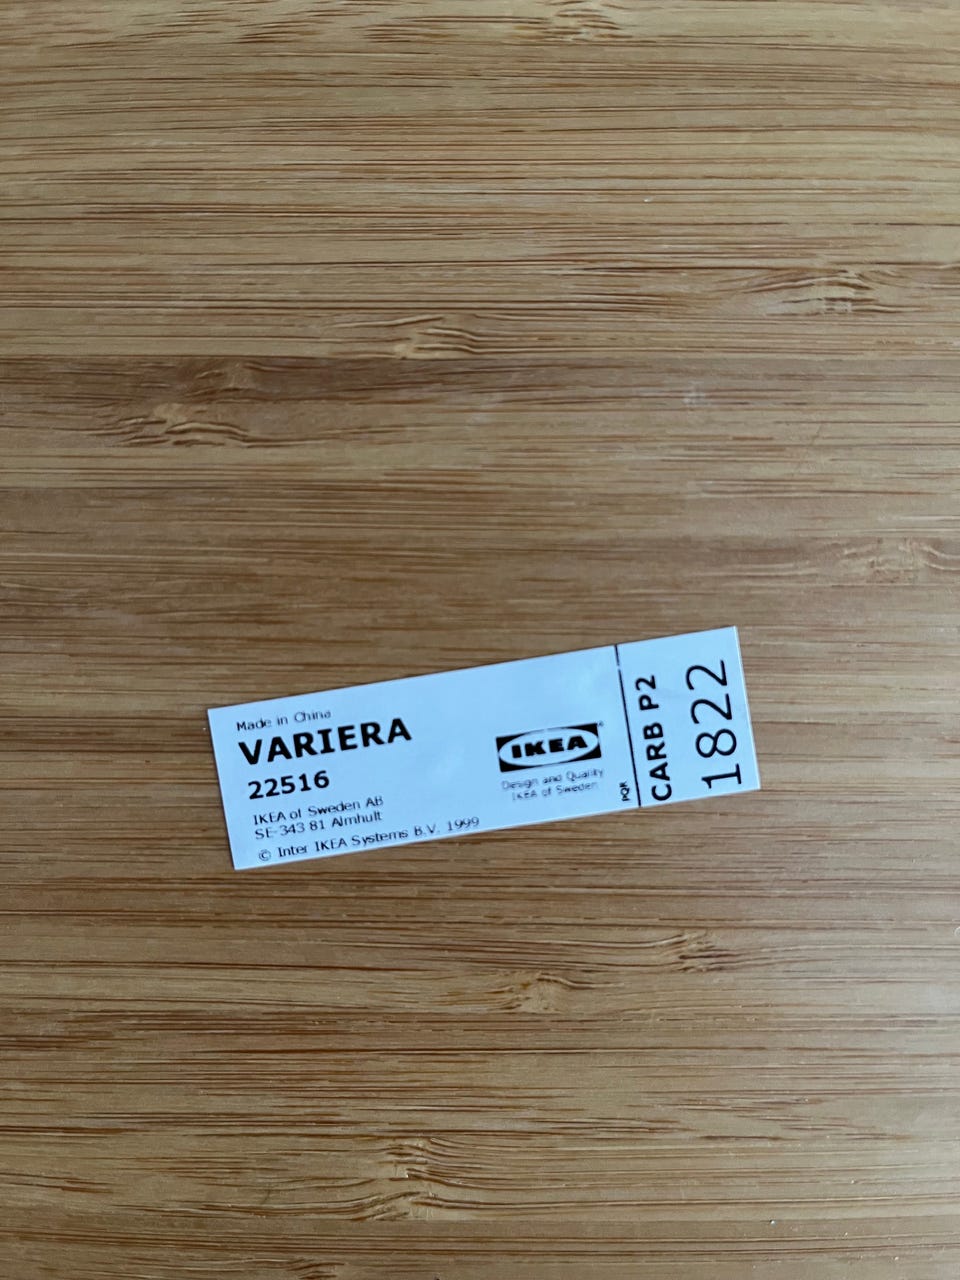 Made in China
VARIERA
22516
IKEA of Sweden AB
SE-343 81 Almhult
© Inter IKEA Systems B.V. 1999
IKEA®
Design and Quality
IKEA of Sweden
PQR
CARB P2
1822